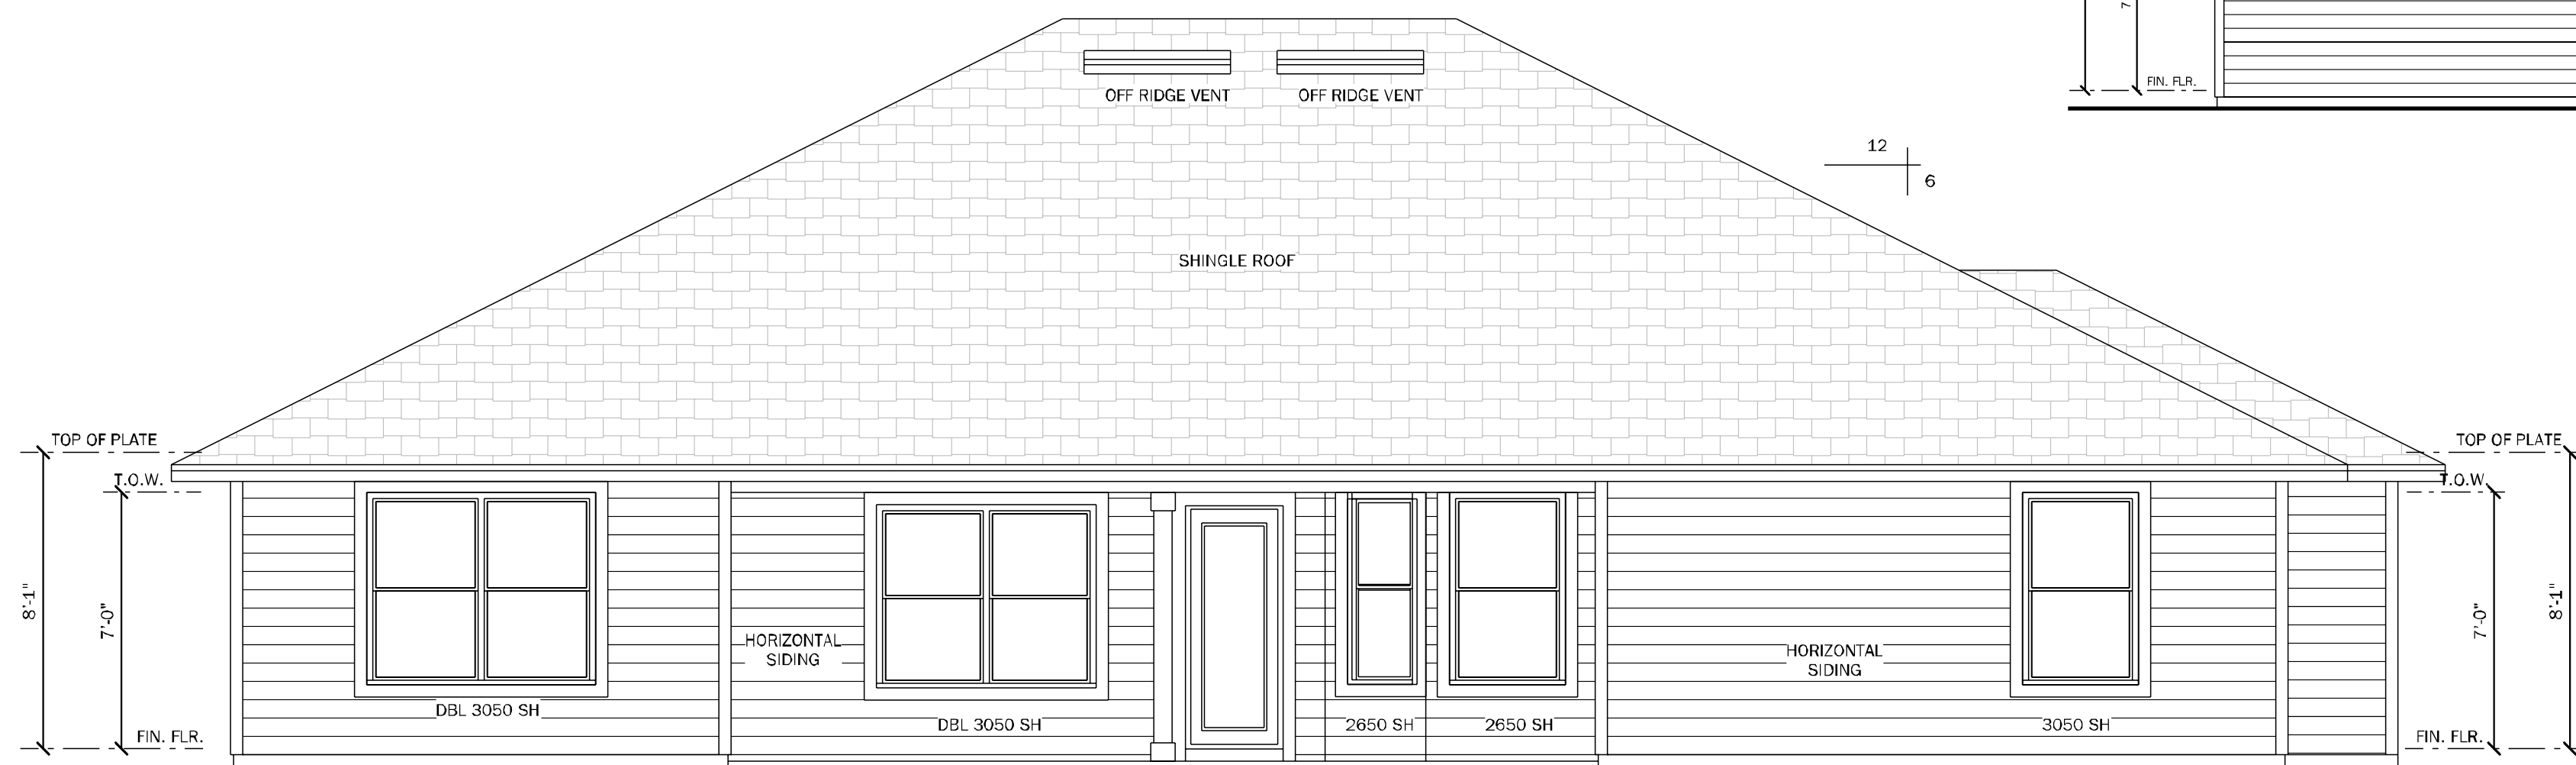 7
FIN. FLR.
OFF RIDGE VENT
OFF RIDGE VENT
12
6
SHINGLE ROOF
TOP OF PLATE
TOP OF PLATE
T.O.W.
T.O.W.
8'-1"
7'-0"
7'-0"
8'-1"
HORIZONTAL
SIDING
HORIZONTAL
SIDING
DBL 3050 SH
DBL 3050 SH
2650 SH
2650 SH
3050 SH
FIN. FLR.
FIN. FLR.